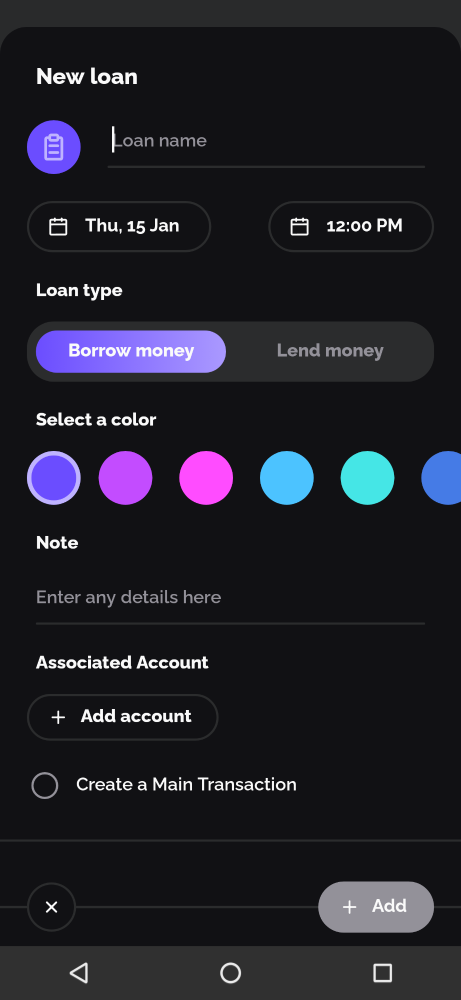 New loan
Loan name
Thu, 15 Jan
12:00 PM
Loan type
Borrow money
Lend money
Select a color
Note
Enter any details here
Associated Account
Add account
Create a Main Transaction
Add